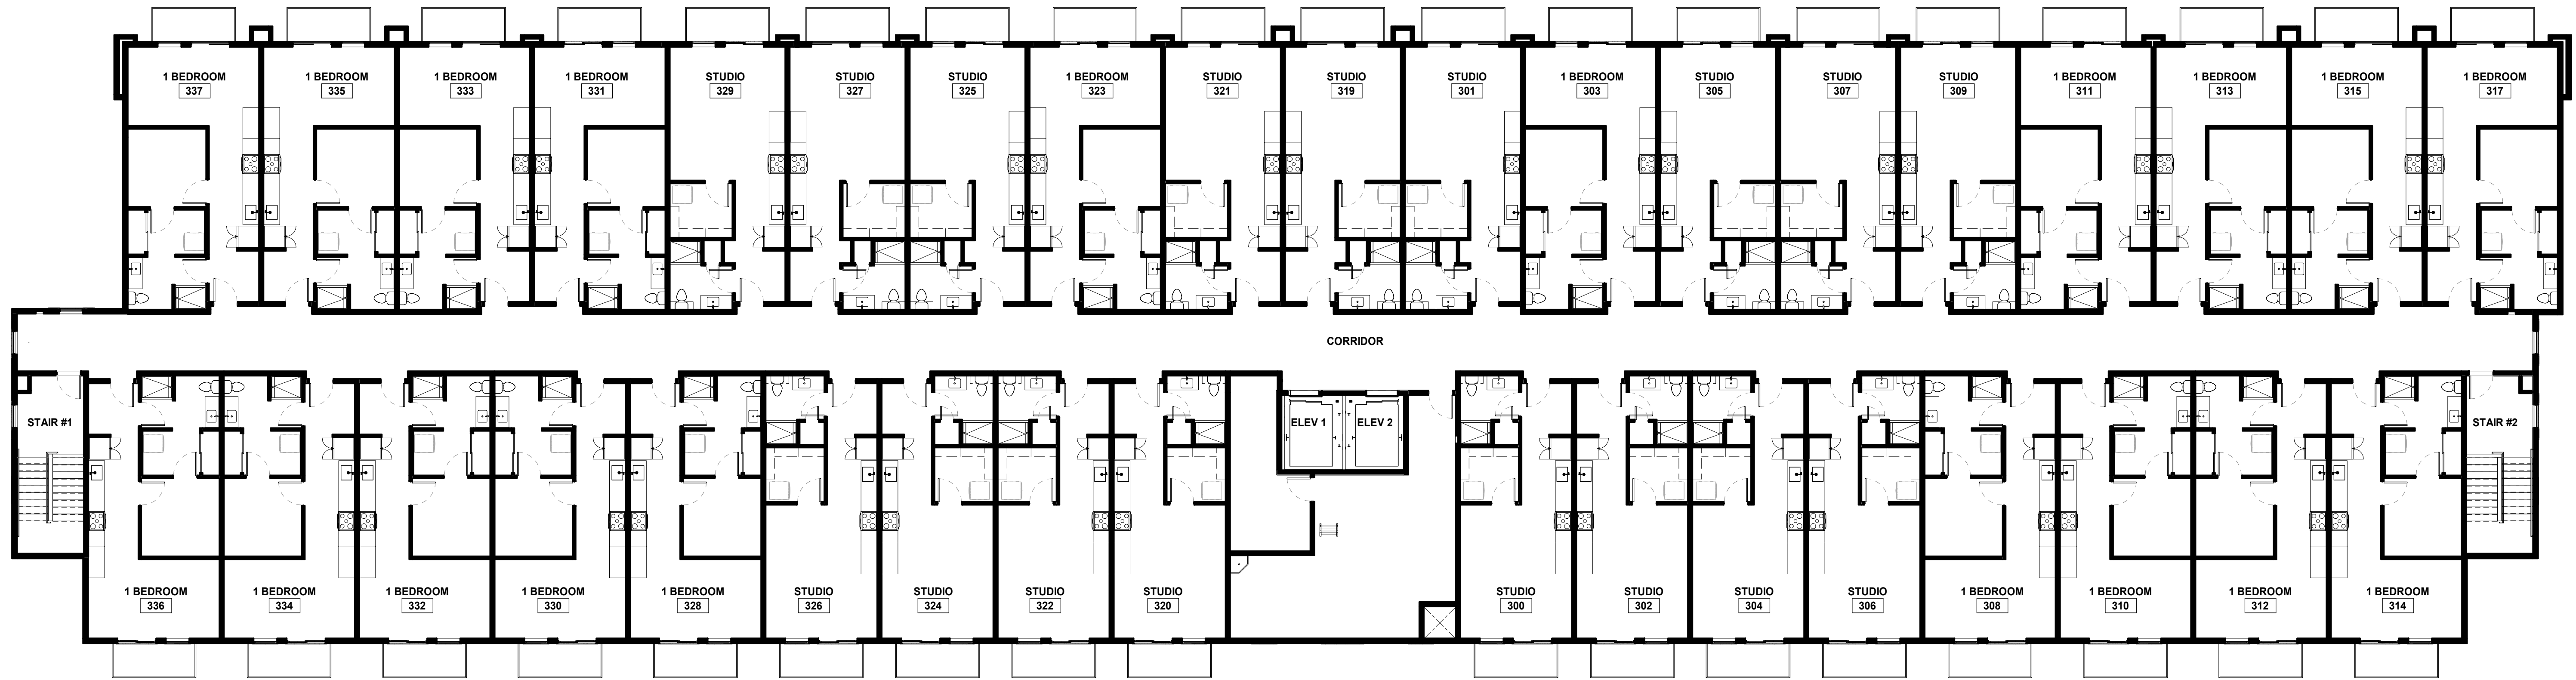 1 BEDROOM
337
1 BEDROOM
335
1 BEDROOM
333
1 BEDROOM
331
STUDIO
329
STUDIO
327
STUDIO
325
1 BEDROOM
323
STUDIO
321
STUDIO
319
STUDIO
301
1 BEDROOM
303
STUDIO
305
STUDIO
307
STUDIO
309
1 BEDROOM
311
1 BEDROOM
313
1 BEDROOM
315
1 BEDROOM
317
CORRIDOR
STAIR #1
ELEV 1
ELEV 2
STAIR #2
1 BEDROOM
336
1 BEDROOM
334
1 BEDROOM
332
1 BEDROOM
330
1 BEDROOM
328
STUDIO
326
STUDIO
324
STUDIO
322
STUDIO
320
STUDIO
300
STUDIO
302
STUDIO
304
STUDIO
306
1 BEDROOM
308
1 BEDROOM
310
1 BEDROOM
312
1 BEDROOM
314